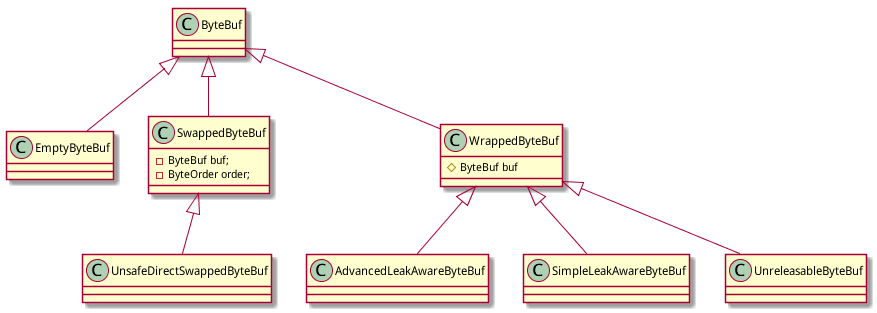 C ByteBuf
C EmptyByteBuf
C SwappedByteBuf
ByteBuf buf;
ByteOrder order;
C WrappedByteBuf
ByteBuf buf
C UnsafeDirectSwappedByteBuf
C AdvancedLeakAwareByteBuf
C SimpleLeakAwareByteBuf
C UnreleasableByteBuf